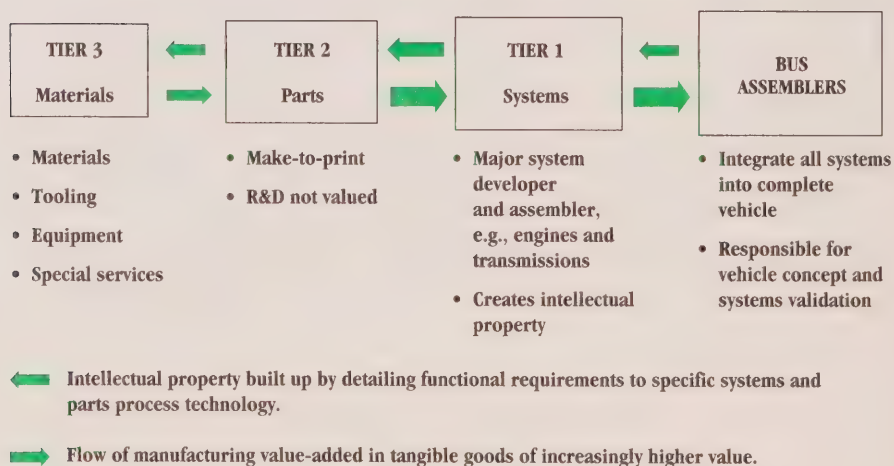 TIER 3
Materials
TIER 2
Parts
TIER 1
Systems
BUS
ASSEMBLERS
• Materials
• Tooling
• Equipment
• Special services
• Make-to-print
• R&D not valued
• Major system
developer
and assembler,
e.g., engines and
transmissions
• Creates intellectual
property
• Integrate all systems
into complete
vehicle
• Responsible for
vehicle concept and
systems validation
Intellectual property built up by detailing functional requirements to specific systems and
parts process technology.
Flow of manufacturing value-added in tangible goods of increasingly higher value.